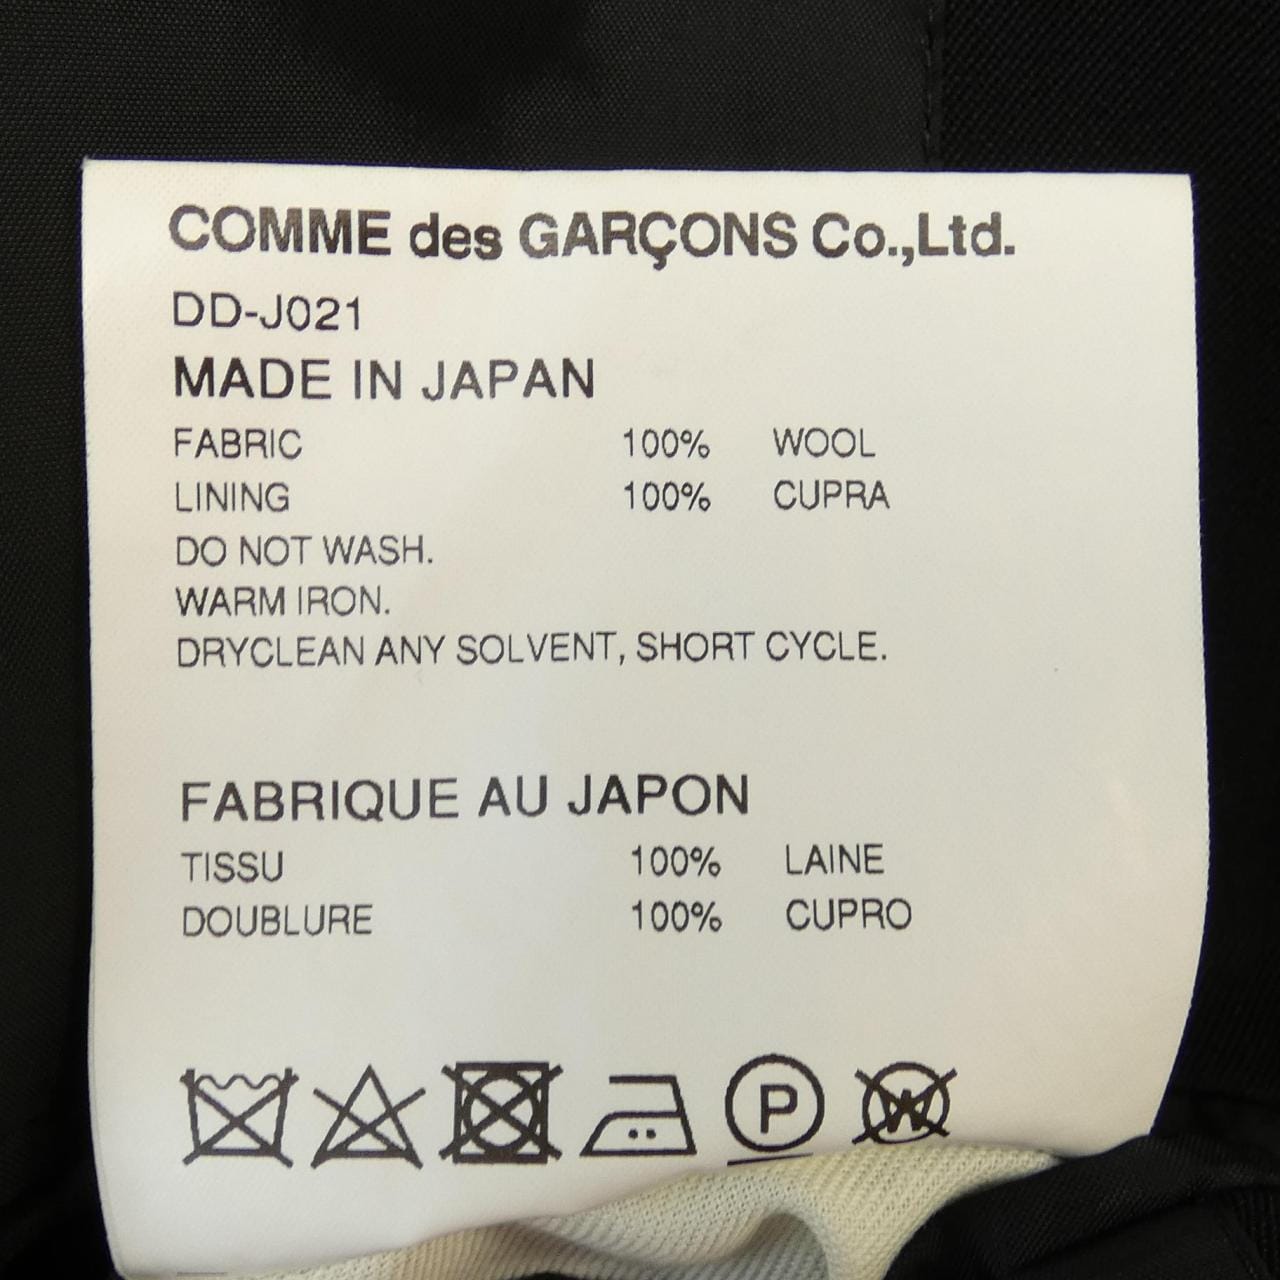 COMME des GARÇONS Co.,Ltd.
DD-J021
MADE IN JAPAN
FABRIC 100% WOOL
LINING 100% CUPRA
DO NOT WASH.
WARM IRON.
DRYCLEAN ANY SOLVENT, SHORT CYCLE.
FABRIQUE AU JAPON
TISSU 100% LAINE
DOUBLURE 100% CUPRO
P W